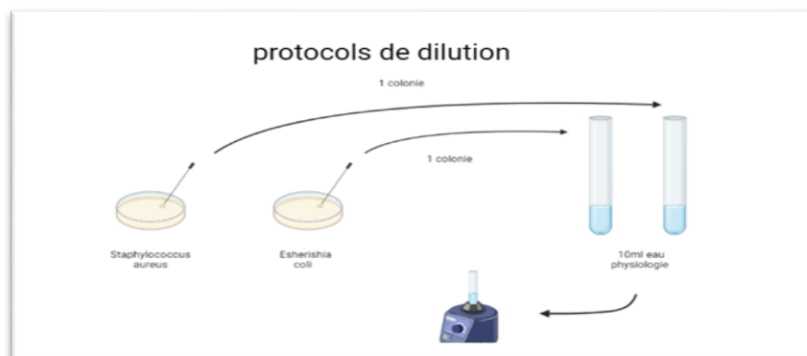 protocols de dilution
1 colonie
1 colonie
Staphylococcus
aureus
Esherishia
coli
10ml eau
physiologie